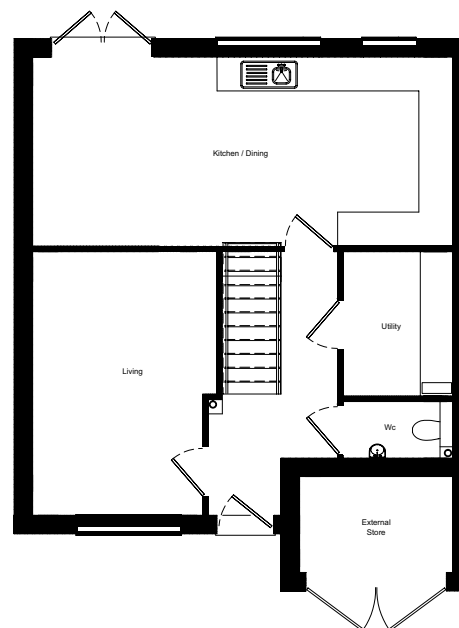 Kitchen / Dining
Utility
Living
Wc
External
Store